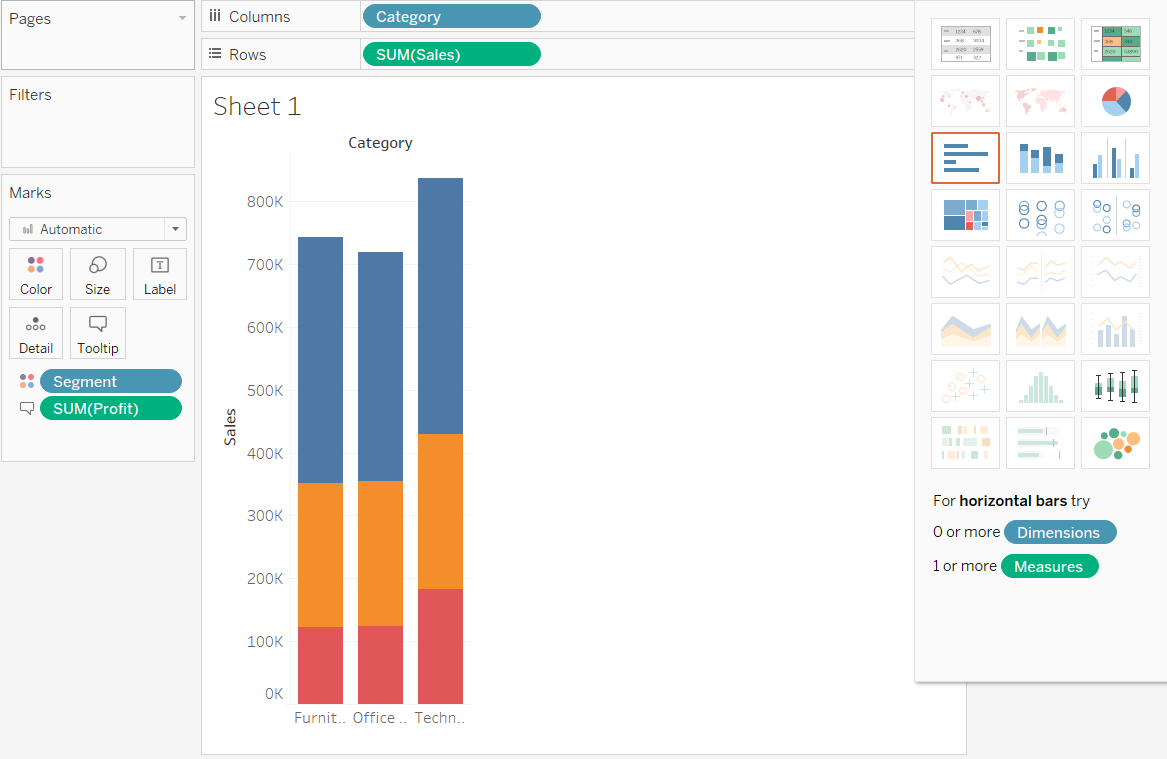 Pages
Columns
Category
Rows
SUM(Sales)
Filters
Marks
Automatic
Color
Size
Label
Detail
Tooltip
Segment
SUM(Profit)
Sheet 1
Category
Sales
800K
700K
600K
500K
400K
300K
200K
100K
0K
Furnit..
Office ..
Techn..
For horizontal bars try
0 or more Dimensions
1 or more Measures